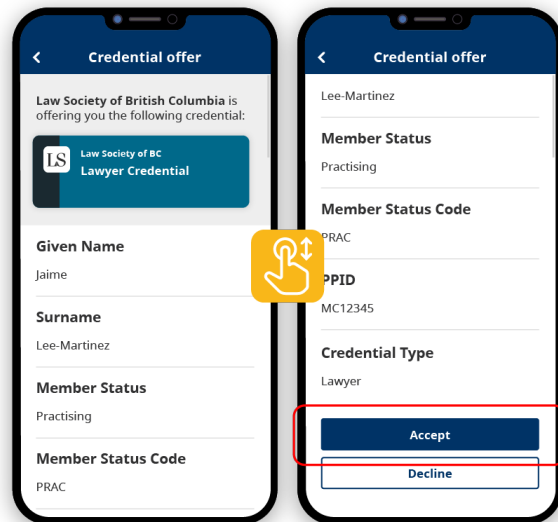 Credential offer
Law Society of British Columbia is
offering you the following credential:
LS
Law Society of BC
Lawyer Credential
Given Name
Jaime
Surname
Lee-Martinez
Member Status
Practising
Member Status Code
PRAC
Credential offer
Lee-Martinez
Member Status
Practising
Member Status Code
PRAC
PPID
MC12345
Credential Type
Lawyer
Accept
Decline